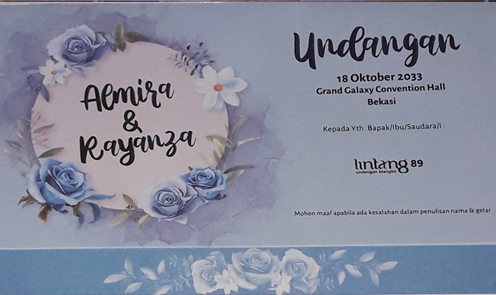 Almira
&
Rayanza
Undangan
18 Oktober 2033
Grand Galaxy Convention Hall
Bekasi
Kepada Yth. Bapak/Ibu/Saudara/i
lintang 89
undangan blangko
Mohon maaf apabila ada kesalahan dalam penulisan nama & gelar